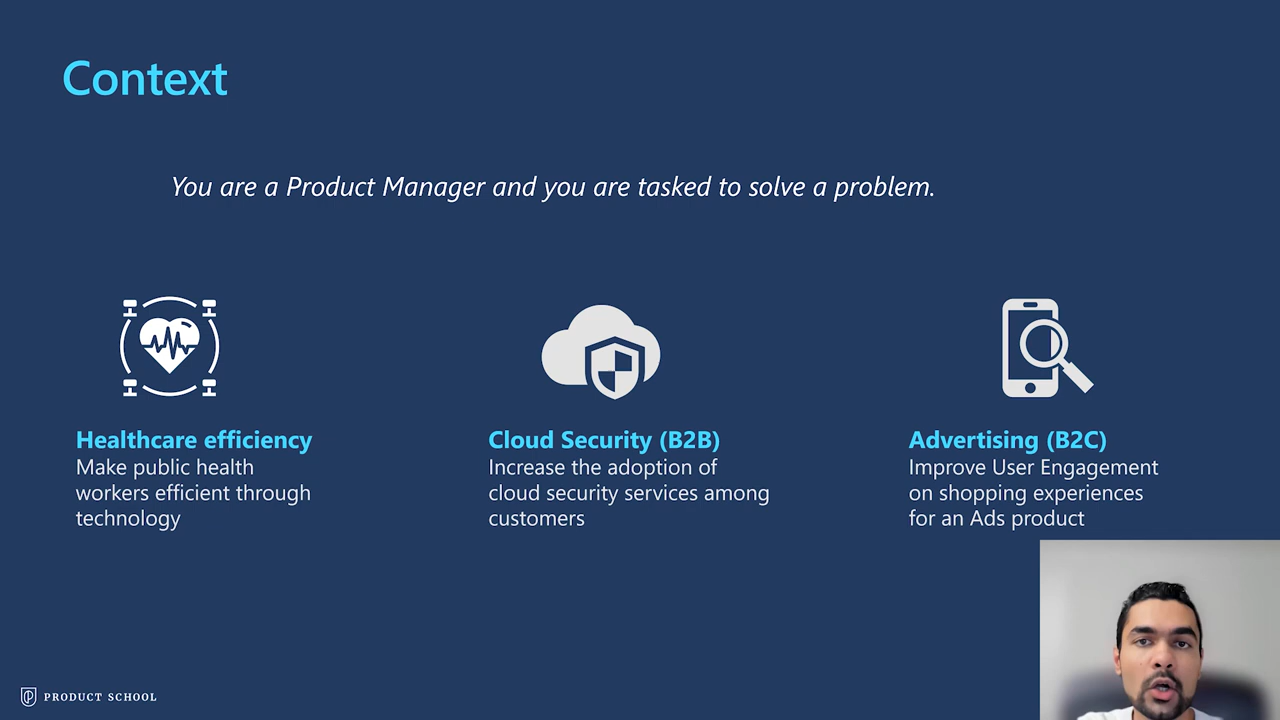 Context
You are a Product Manager and you are tasked to solve a problem.
Healthcare efficiency
Make public health
workers efficient through
technology
Cloud Security (B2B)
Increase the adoption of
cloud security services among
customers
Advertising (B2C)
Improve User Engagement
on shopping experiences
for an Ads product
PRODUCT SCHOOL